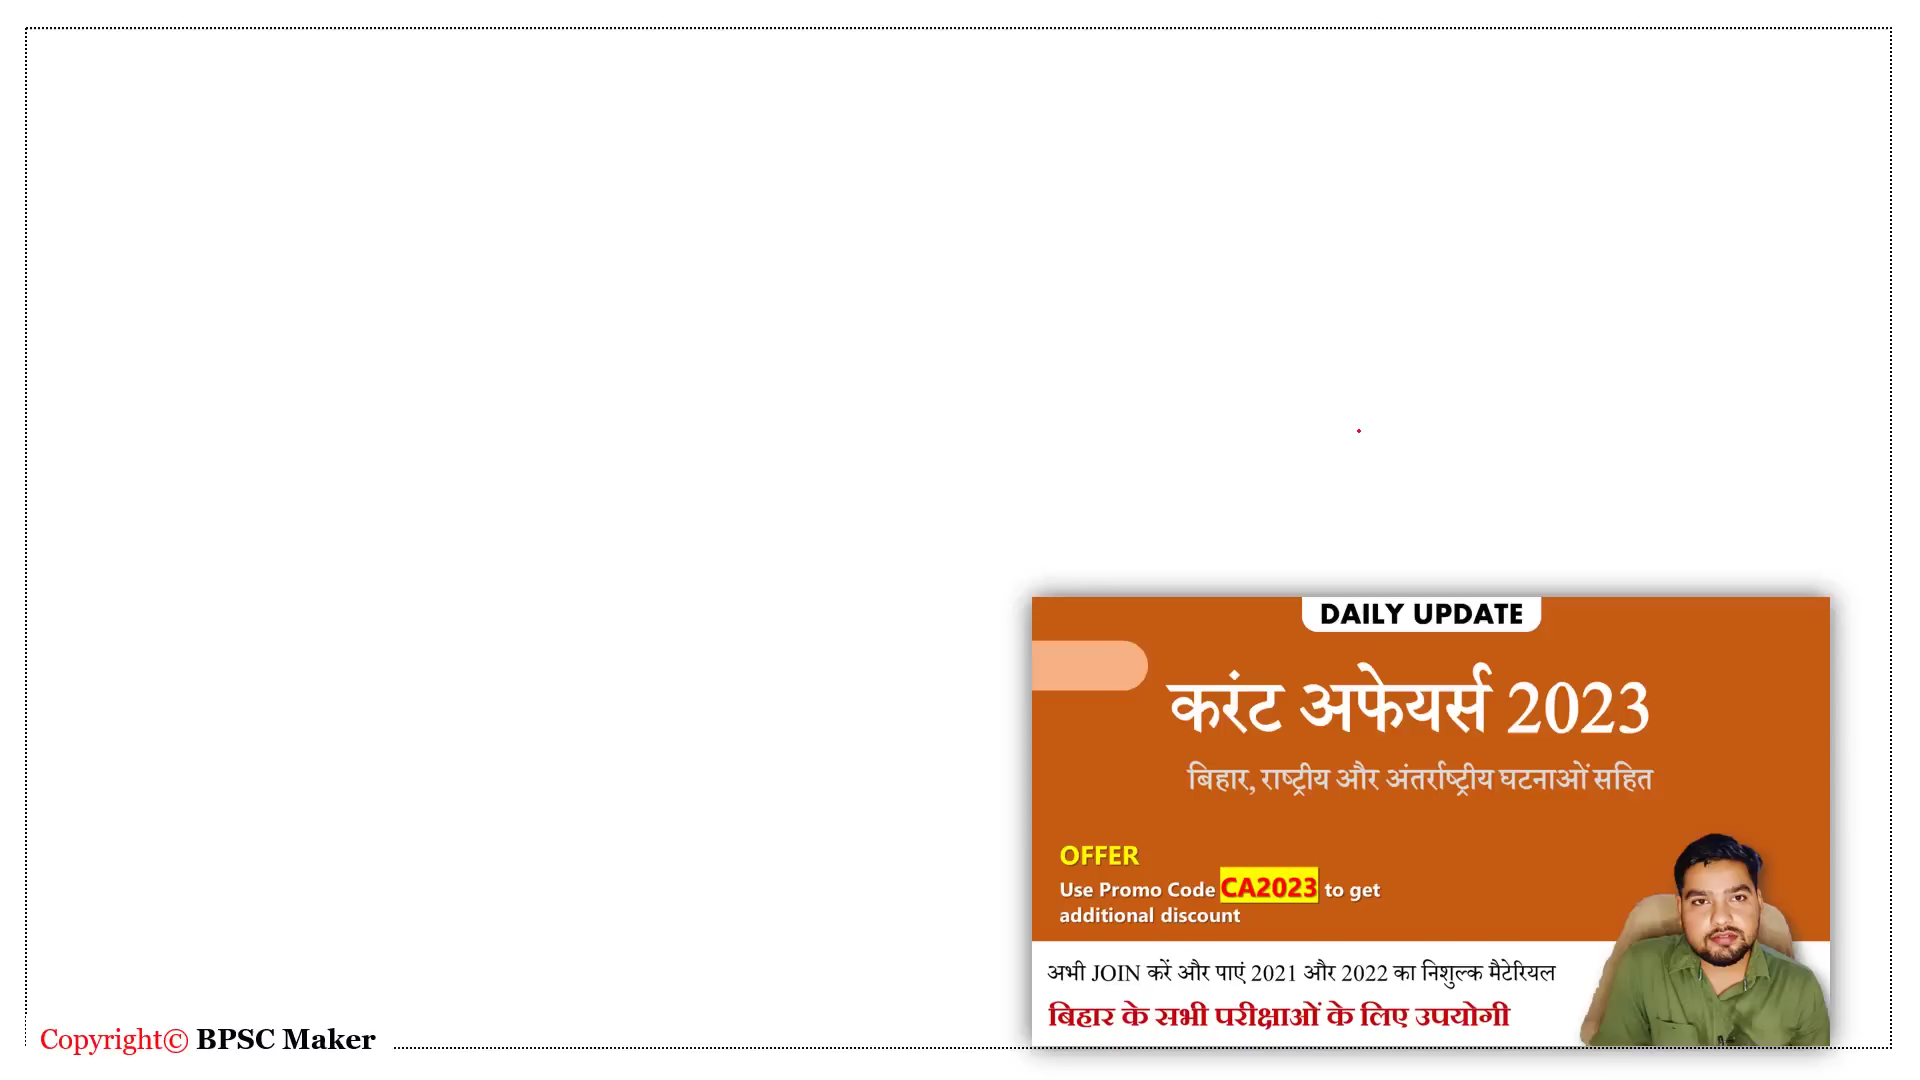 DAILY UPDATE
करंट अफेयर्स 2023
बिहार, राष्ट्रीय और अंतर्राष्ट्रीय घटनाओं सहित
OFFER
Use Promo Code CA2023 to get
additional discount
अभी JOIN करें और पाएं 2021 और 2022 का निशुल्क मैटेरियल
बिहार के सभी परीक्षाओं के लिए उपयोगी
Copyright© BPSC Maker